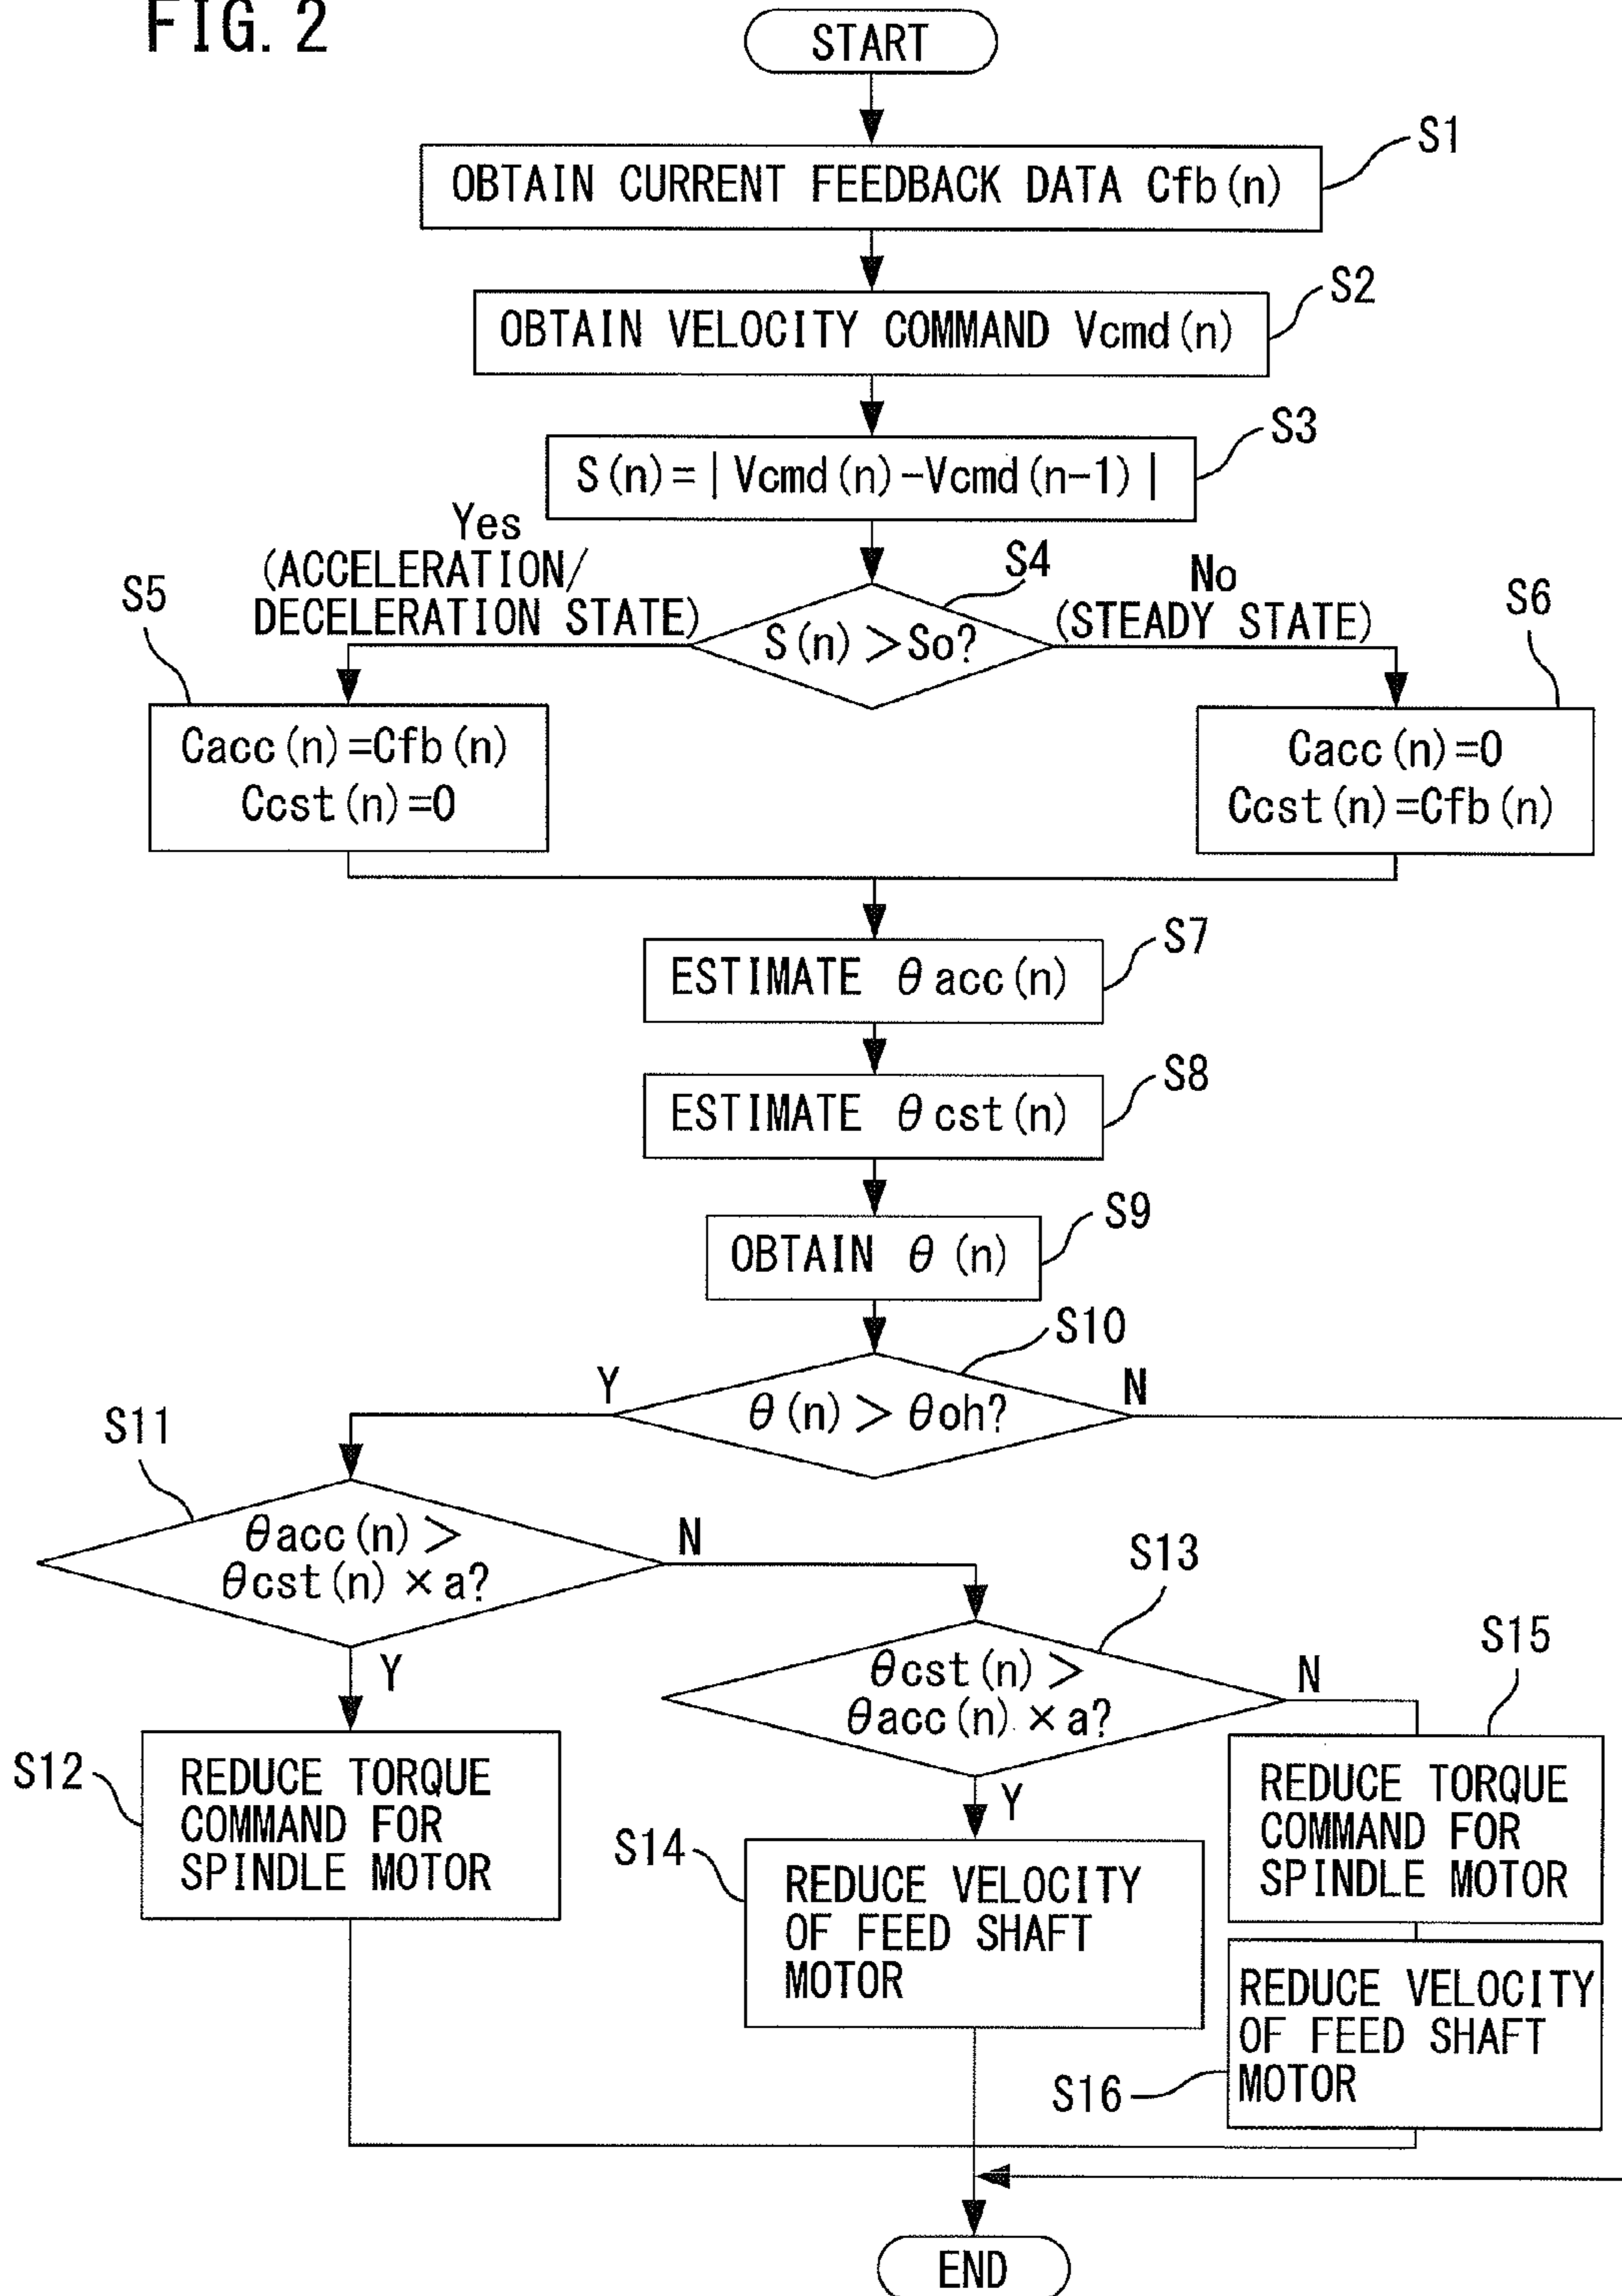 FIG. 2
START
S1
OBTAIN CURRENT FEEDBACK DATA Cfb(n)
S2
OBTAIN VELOCITY COMMAND Vcmd(n)
S3
S(n)=|Vcmd(n)-Vcmd(n-1)|
Yes
(ACCELERATION/
DECELERATION STATE)
S4
No
(STEADY STATE)
S(n)>So?
S5
Cacc(n)=Cfb(n)
Ccst(n)=0
S6
Cacc(n)=0
Ccst(n)=Cfb(n)
S7
ESTIMATE θacc(n)
S8
ESTIMATE θcst(n)
S9
OBTAIN θ(n)
S10
Y
N
θ(n)>θoh?
S11
θacc(n)>
θcst(n)×a?
N
Y
S13
θcst(n)>
θacc(n)×a?
N
Y
S12
REDUCE TORQUE
COMMAND FOR
SPINDLE MOTOR
S14
REDUCE VELOCITY
OF FEED SHAFT
MOTOR
S15
REDUCE TORQUE
COMMAND FOR
SPINDLE MOTOR
S16
REDUCE VELOCITY
OF FEED SHAFT
MOTOR
END